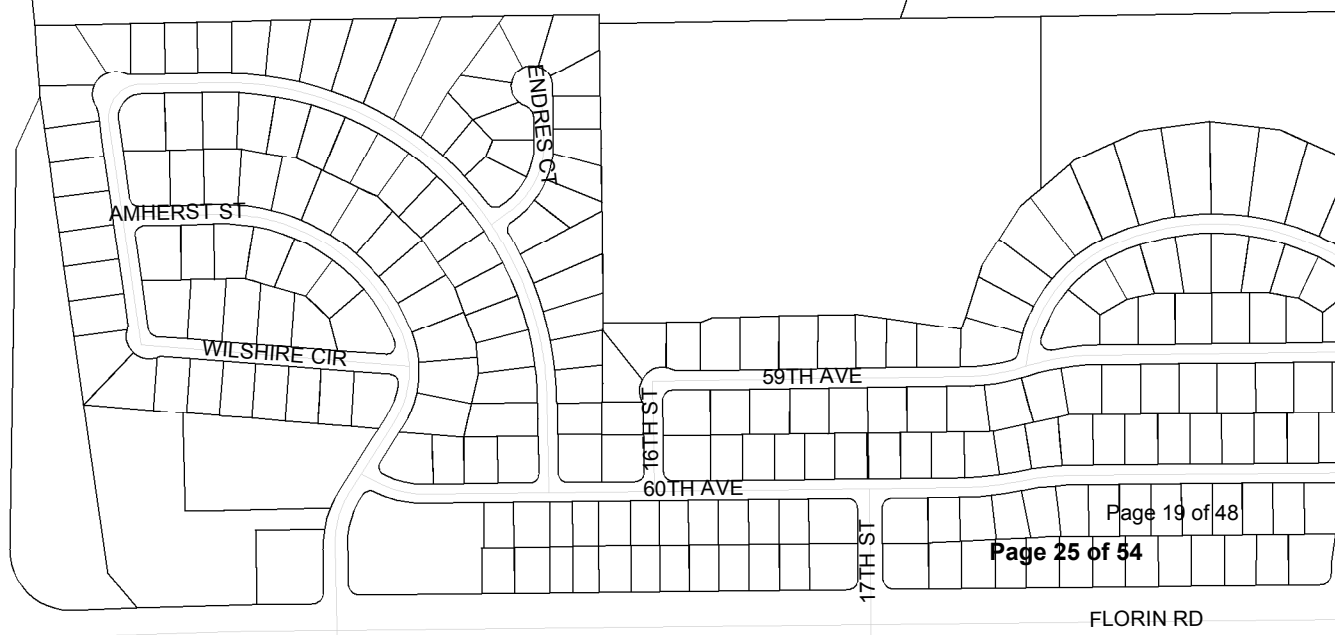 ENDRES CT
AMHERST ST
WILSHIRE CIR
59TH AVE
16TH ST
60TH AVE
17TH ST
Page 19 of 48
Page 25 of 54
FLORIN RD